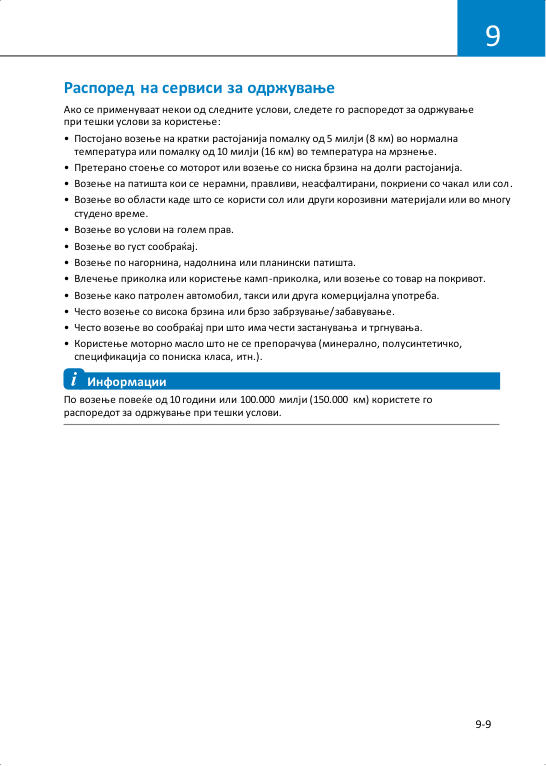 9
Распоред на сервиси за одржување
Ако се применуваат некои од следните услови, следете го распоредот за одржување
при тешки услови за користење:
• Постојано возење на кратки растојанија помалку од 5 милји (8 км) во нормална
температура или помалку од 10 милји (16 км) во температура на мрзнење.
• Претерано стоење со моторот или возење со ниска брзина на долги растојанија.
• Возење на патишта кои се нерамни, правливи, неасфалтирани, покриени со чакал или сол.
• Возење во области каде што се користи сол или други корозивни материјали или во многу
студено време.
• Возење во услови на голем прав.
• Возење во густ сообраќај.
• Возење по нагорнина, надолнина или планински патишта.
• Влечење приколка или користење камп-приколка, или возење со товар на покривот.
• Возење како патролен автомобил, такси или друга комерцијална употреба.
• Често возење со висока брзина или брзо забрзување/забавување.
• Често возење во сообраќај при што има чести застанувања и тргнувања.
• Користење моторно масло што не се препорачува (минерално, полусинтетичко,
спецификација со пониска класа, итн.).
i Информации
По возење повеќе од 10 години или 100.000 милји (150.000 км) користете го
распоредот за одржување при тешки услови.
9-9